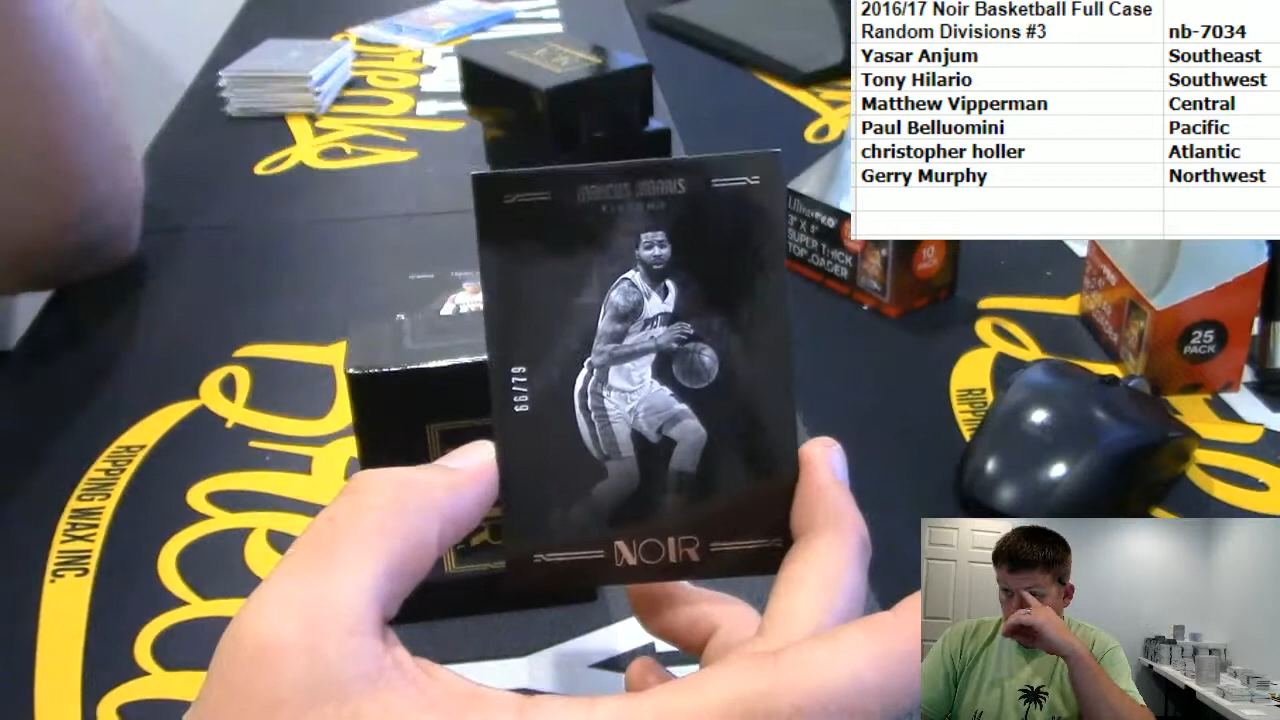 2016/17 Noir Basketball Full Case
Random Divisions #3 nb-7034
Yasar Anjum Southeast
Tony Hilario Southwest
Matthew Vipperman Central
Paul Belluomini Pacific
christopher holler Atlantic
Gerry Murphy Northwest
MARCUS MORRIS
NOIR
Ultra PRO
3" X 4"
SUPER THICK
TOPLOADER
10
25
PACK
RIPPING WAX INC.